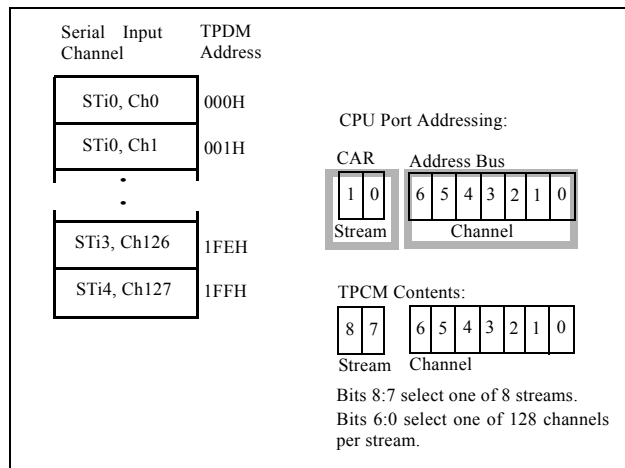 Serial Input Channel
TPDM Address
STi0, Ch0
000H
STi0, Ch1
001H
STi3, Ch126
1FEH
STi4, Ch127
1FFH
CPU Port Addressing:
CAR
Address Bus
1 0
6 5 4 3 2 1 0
Stream
Channel
TPCM Contents:
8 7
6 5 4 3 2 1 0
Stream
Channel
Bits 8:7 select one of 8 streams.
Bits 6:0 select one of 128 channels
per stream.